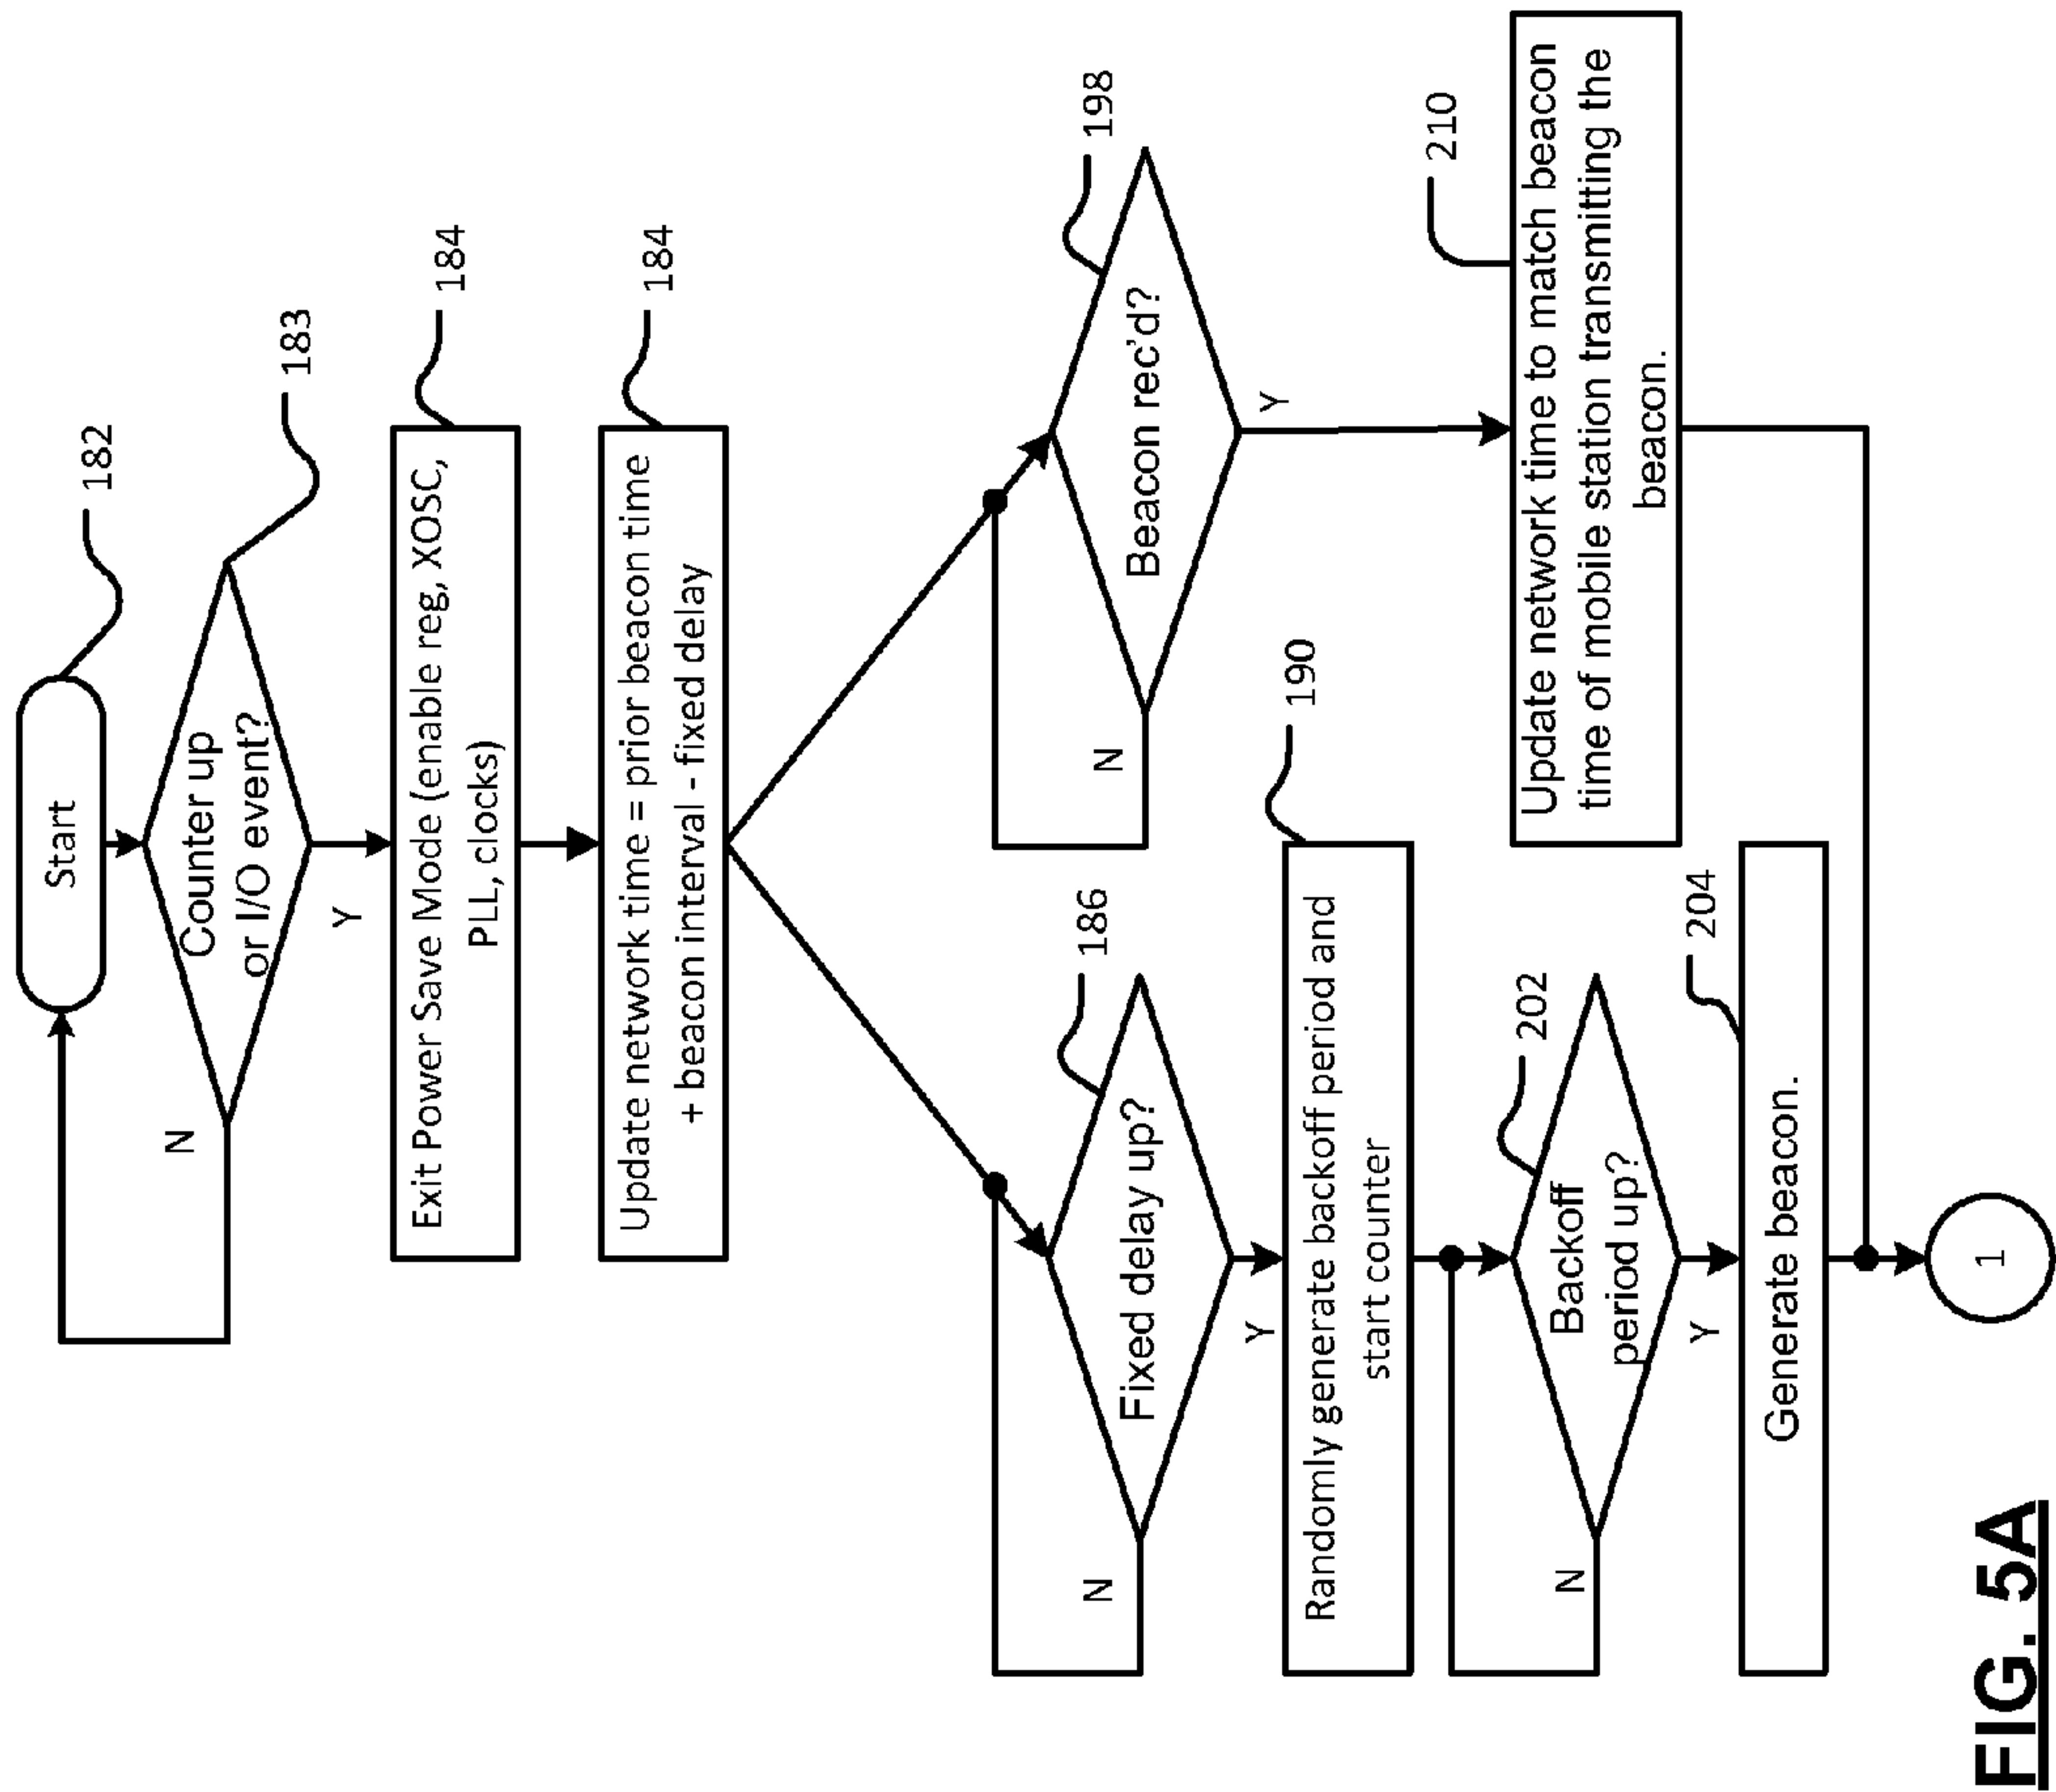 Start
182
Counter up
or I/O event?
183
N
Y
Exit Power Save Mode (enable reg, XOSC,
PLL, clocks)
184
Update network time = prior beacon time
+ beacon interval - fixed delay
184
Fixed delay up?
186
N
Y
Beacon rec'd?
198
N
Y
Randomly generate backoff period and
start counter
190
Update network time to match beacon
time of mobile station transmitting the
beacon.
210
Backoff
period up?
202
N
Y
Generate beacon.
204
1
FIG. 5A